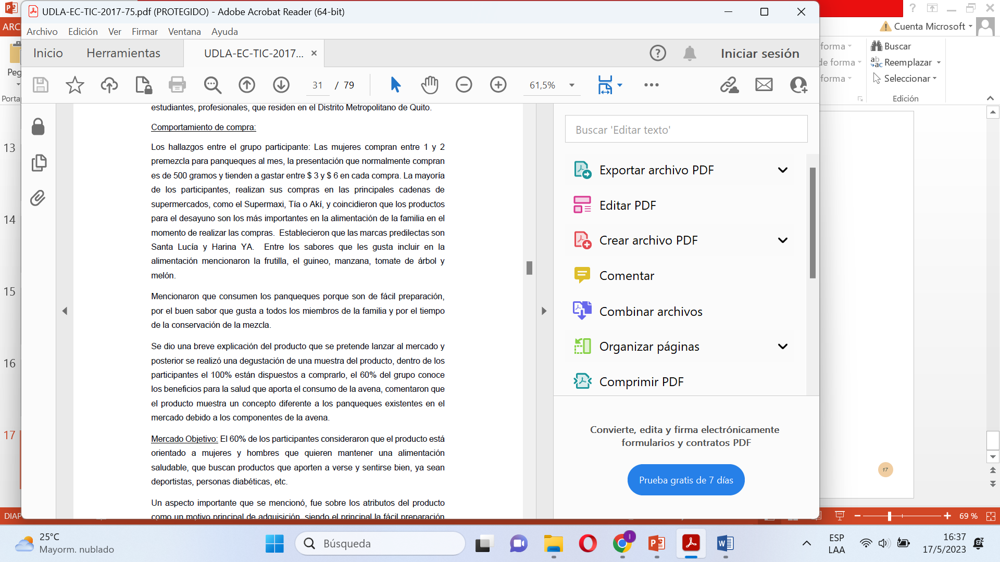 UDLA-EC-TIC-2017-75.pdf (PROTEGIDO) - Adobe Acrobat Reader (64-bit)
ARC
Cuenta Microsoft
Archivo Edición Ver Firmar Ventana Ayuda
Inicio Herramientas UDLA-EC-TIC-2017... Iniciar sesión
31 / 79 61,5%
Peg
Porta
forma
de forma
forma
Buscar
Reemplazar
Seleccionar
Edición
13
14
15
16
17
estudiantes, profesionales, que residen en el Distrito Metropolitano de Quito.
Comportamiento de compra:
Los hallazgos entre el grupo participante: Las mujeres compran entre 1 y 2
premezcla para panqueques al mes, la presentación que normalmente compran
es de 500 gramos y tienden a gastar entre $ 3 y $ 6 en cada compra. La mayoría
de los participantes, realizan sus compras en las principales cadenas de
supermercados, como el Supermaxi, Tía o Akí, y coincidieron que los productos
para el desayuno son los más importantes en la alimentación de la familia en el
momento de realizar las compras. Establecieron que las marcas predilectas son
Santa Lucía y Harina YA. Entre los sabores que les gusta incluir en la
alimentación mencionaron la frutilla, el guineo, manzana, tomate de árbol y
melón.
Mencionaron que consumen los panqueques porque son de fácil preparación,
por el buen sabor que gusta a todos los miembros de la familia y por el tiempo
de la conservación de la mezcla.
Se dio una breve explicación del producto que se pretende lanzar al mercado y
posterior se realizó una degustación de una muestra del producto, dentro de los
participantes el 100% están dispuestos a comprarlo, el 60% del grupo conoce
los beneficios para la salud que aporta el consumo de la avena, comentaron que
el producto muestra un concepto diferente a los panqueques existentes en el
mercado debido a los componentes de la avena.
Mercado Objetivo: El 60% de los participantes consideraron que el producto está
orientado a mujeres y hombres que quieren mantener una alimentación
saludable, que buscan productos que aporten a verse y sentirse bien, ya sean
deportistas, personas diabéticas, etc.
Un aspecto importante que se mencionó, fue sobre los atributos del producto
como un motivo principal de adquisición, siendo el principal la fácil preparación
Buscar 'Editar texto'
Exportar archivo PDF
Editar PDF
Crear archivo PDF
Comentar
Combinar archivos
Organizar páginas
Comprimir PDF
Convierte, edita y firma electrónicamente
formularios y contratos PDF
Prueba gratis de 7 días
17
DIAP
69 %
25°C
Mayorm. nublado
Búsqueda
ESP
LAA
16:37
17/5/2023